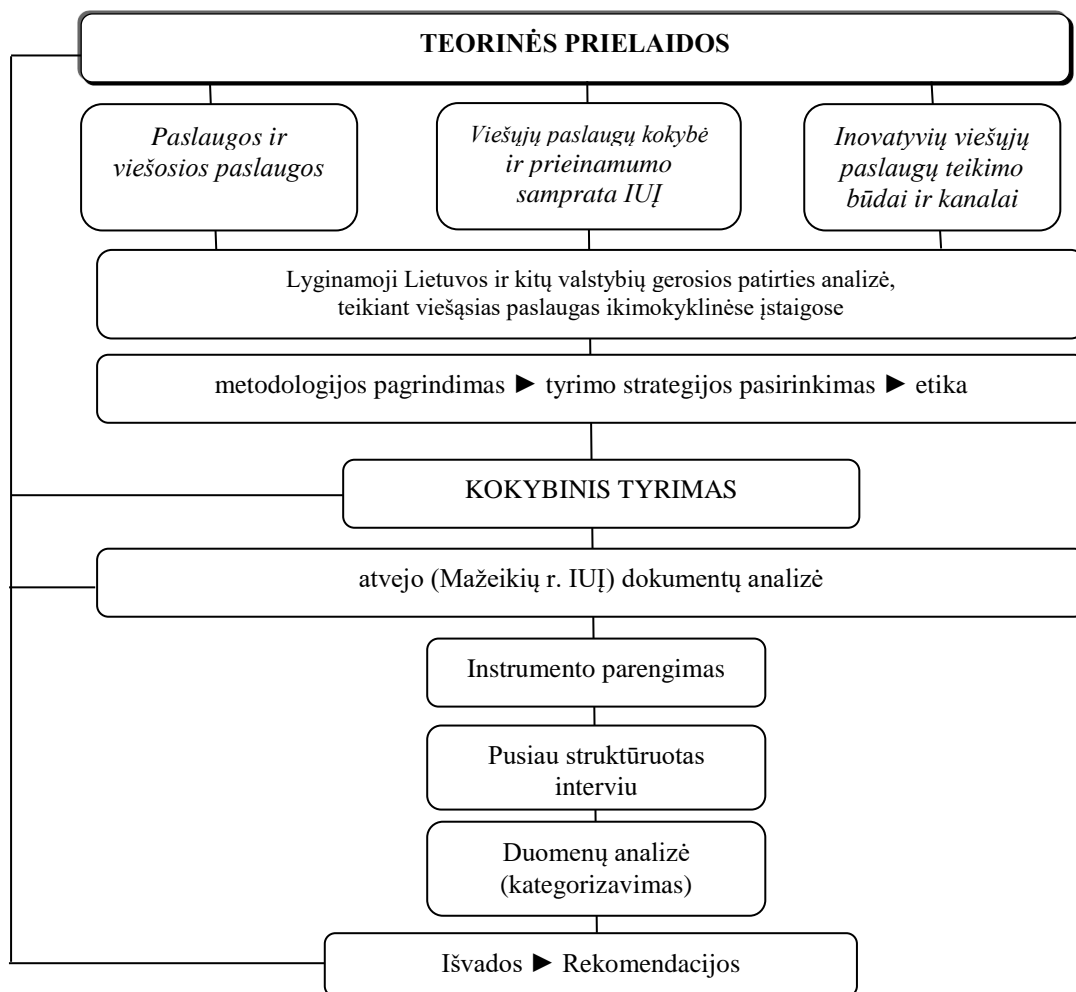 TEORINĖS PRIELAIDOS
Paslaugos ir
viešosios paslaugos
Viešųjų paslaugų kokybė
ir prieinamumo
samprata IUĮ
Inovatyvių viešųjų
paslaugų teikimo
būdai ir kanalai
Lyginamoji Lietuvos ir kitų valstybių gerosios patirties analizė,
teikiant viešąsias paslaugas ikimokyklinėse įstaigose
metodologijos pagrindimas ► tyrimo strategijos pasirinkimas ► etika
KOKYBINIS TYRIMAS
atvejo (Mažeikių r. IUĮ) dokumentų analizė
Instrumento parengimas
Pusiau struktūruotas
interviu
Duomenų analizė
(kategorizavimas)
Išvados ► Rekomendacijos